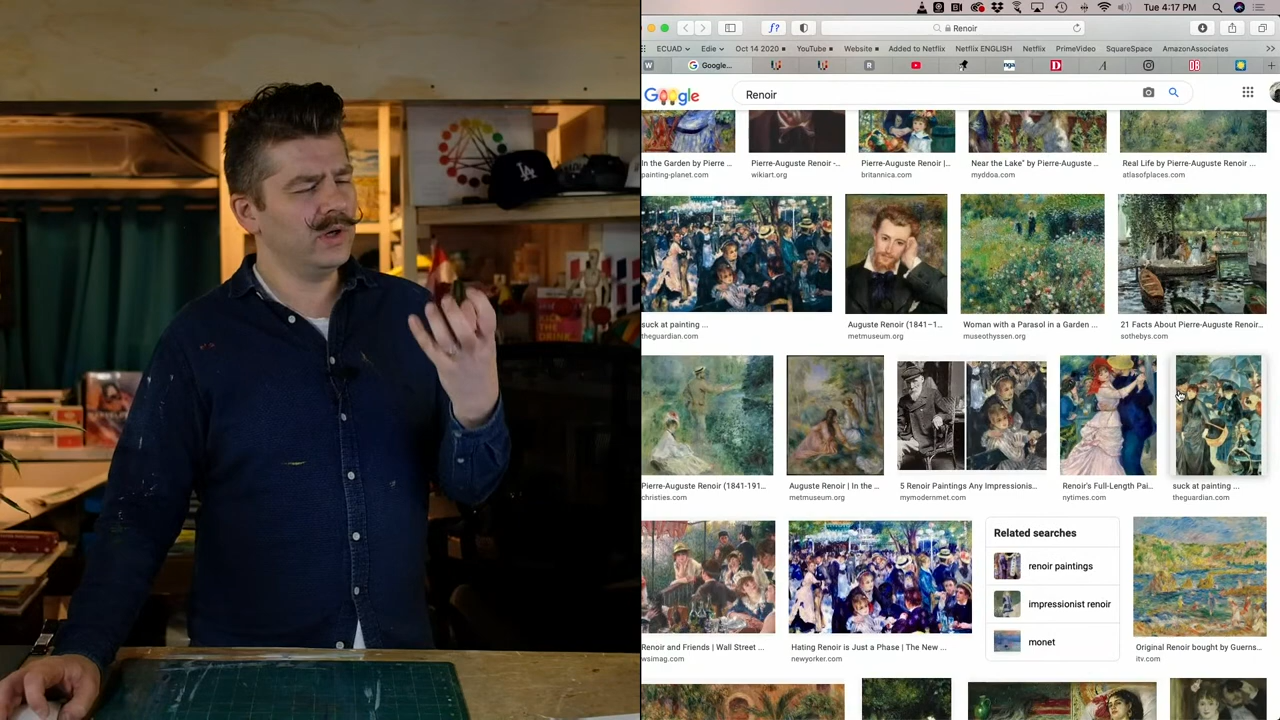 Tue 4:17 PM
Renoir
ECUAD
Edie
Oct 14 2020
YouTube
Website
Added to Netflix
Netflix ENGLISH
Netflix
PrimeVideo
SquareSpace
AmazonAssociates
W
Google...
R
nga
D
A
DB
Google
Renoir
In the Garden by Pierre ...
painting-planet.com
Pierre-Auguste Renoir -...
wikiart.org
Pierre-Auguste Renoir |...
britannica.com
Near the Lake" by Pierre-Auguste ...
myddoa.com
Real Life by Pierre-Auguste Renoir ...
atlasofplaces.com
suck at painting ...
theguardian.com
Auguste Renoir (1841–1...
metmuseum.org
Woman with a Parasol in a Garden ...
museothyssen.org
21 Facts About Pierre-Auguste Renoir...
sothebys.com
Pierre-Auguste Renoir (1841-191...
christies.com
Auguste Renoir | In the ...
metmuseum.org
5 Renoir Paintings Any Impressionis...
mymodernmet.com
Renoir's Full-Length Pai...
nytimes.com
suck at painting ...
theguardian.com
Renoir and Friends | Wall Street ...
wsimag.com
Hating Renoir is Just a Phase | The New ...
newyorker.com
Related searches
renoir paintings
impressionist renoir
monet
Original Renoir bought by Guerns...
itv.com
LA
THE
DRINK